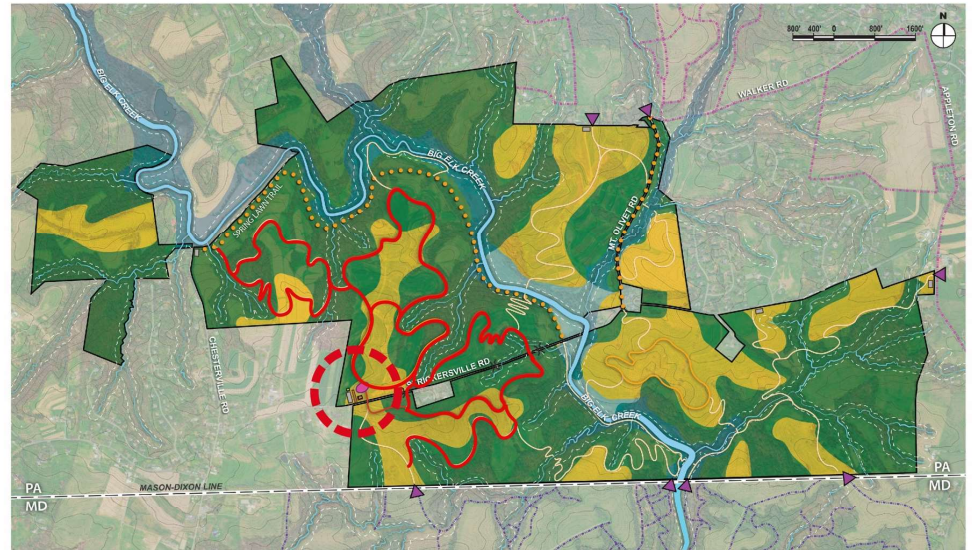 N
800' 400' 0 800' 1600'
BIG ELK CREEK
WALKER RD
APPLETON RD
BIG ELK CREEK
SPRING LAWN TRAIL
MT. OLIVET RD
CHESTERVILLE RD
STRICKERSVILLE RD
BIG ELK CREEK
MASON-DIXON LINE
PA
MD
PA
MD